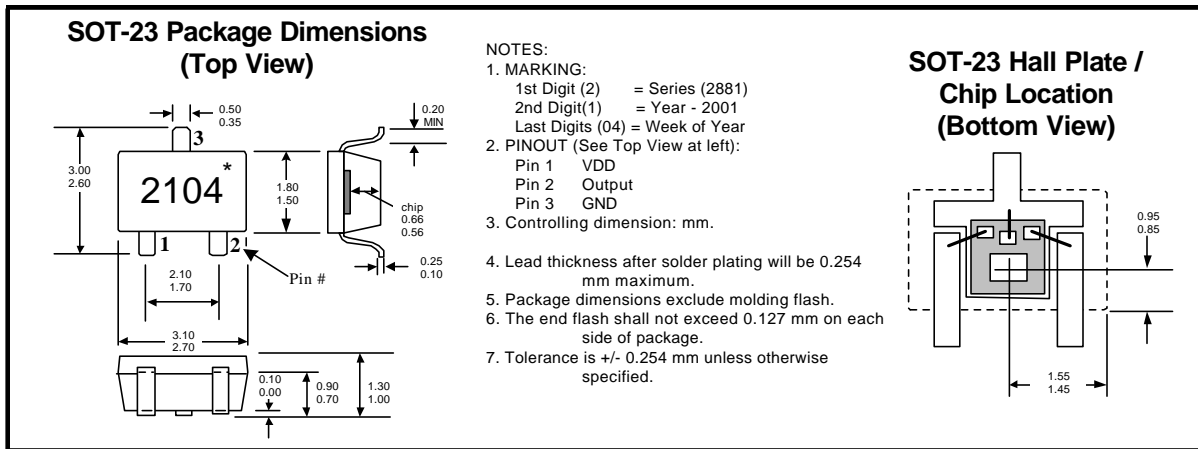 SOT-23 Package Dimensions
(Top View)
0.50
0.35
3
0.20
MIN
3.00
2.60
2104*
1.80
1.50
chip
0.66
0.56
1
2
Pin #
0.25
0.10
2.10
1.70
3.10
2.70
0.10
0.00
0.90
0.70
1.30
1.00
NOTES:
1. MARKING:
1st Digit (2) = Series (2881)
2nd Digit(1) = Year - 2001
Last Digits (04) = Week of Year
2. PINOUT (See Top View at left):
Pin 1 VDD
Pin 2 Output
Pin 3 GND
3. Controlling dimension: mm.
4. Lead thickness after solder plating will be 0.254
mm maximum.
5. Package dimensions exclude molding flash.
6. The end flash shall not exceed 0.127 mm on each
side of package.
7. Tolerance is +/- 0.254 mm unless otherwise
specified.
SOT-23 Hall Plate /
Chip Location
(Bottom View)
0.95
0.85
1.55
1.45